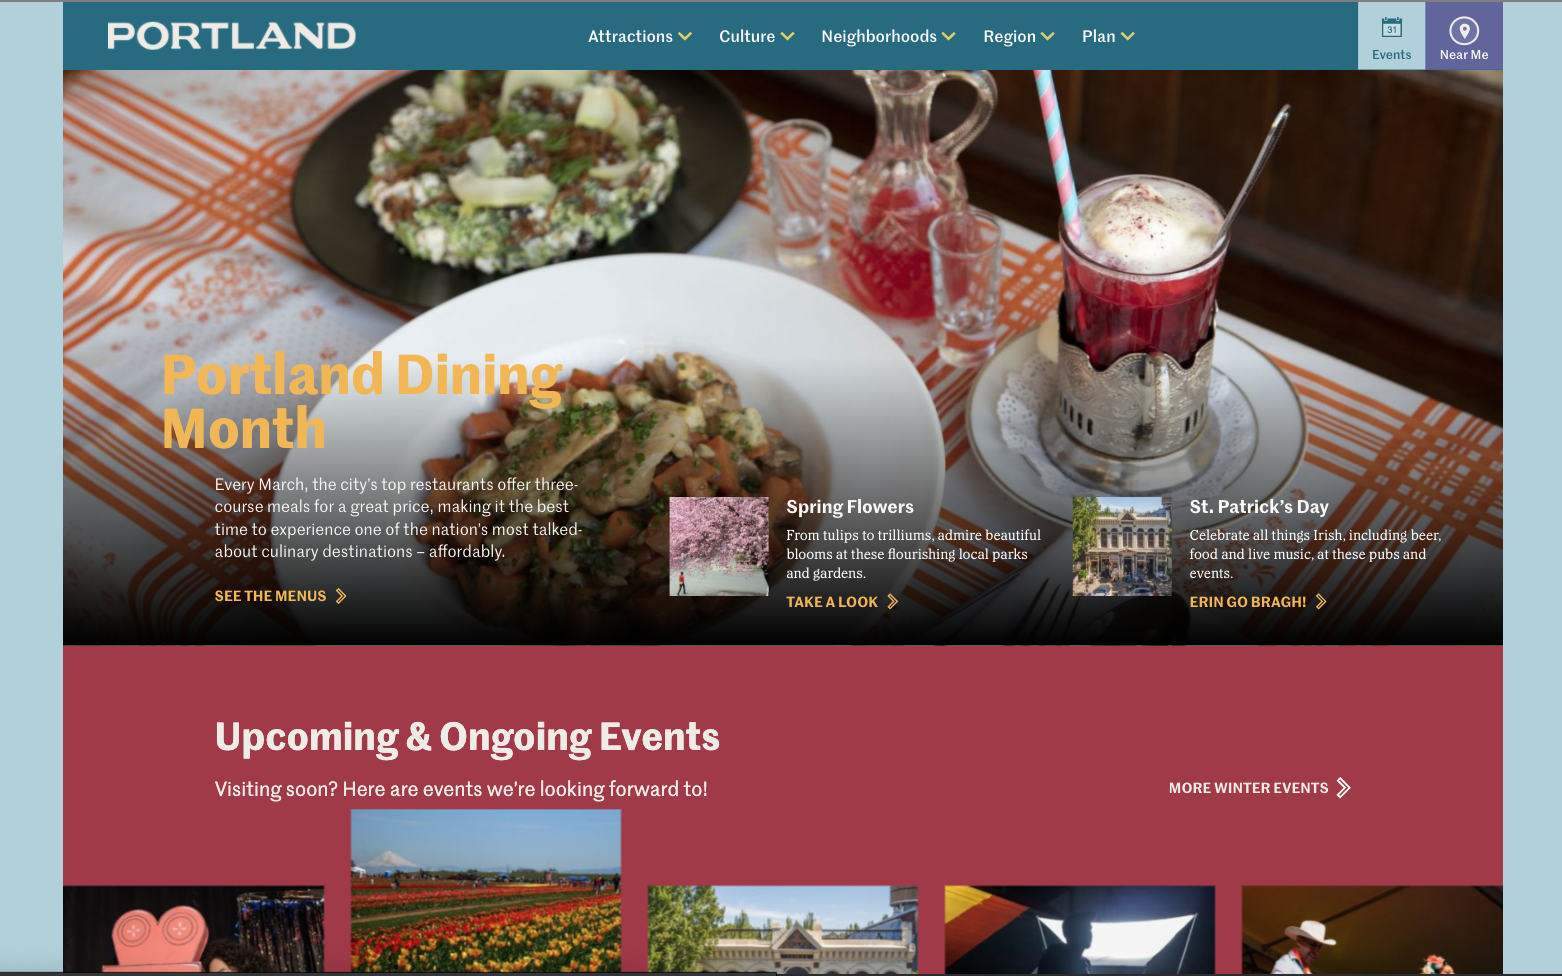 PORTLAND
Attractions
Culture
Neighborhoods
Region
Plan
31
Events
Near Me
Portland Dining
Month
Every March, the city's top restaurants offer three-
course meals for a great price, making it the best
time to experience one of the nation's most talked-
about culinary destinations – affordably.
SEE THE MENUS
Spring Flowers
From tulips to trilliums, admire beautiful
blooms at these flourishing local parks
and gardens.
TAKE A LOOK
St. Patrick's Day
Celebrate all things Irish, including beer,
food and live music, at these pubs and
events.
ERIN GO BRAGH!
Upcoming & Ongoing Events
Visiting soon? Here are events we're looking forward to!
MORE WINTER EVENTS